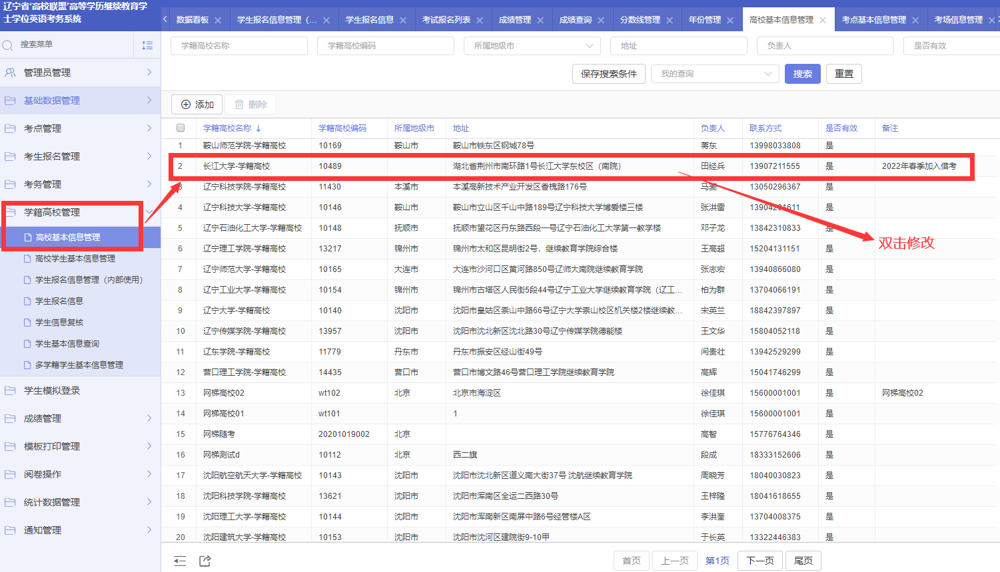 辽宁省‘高校联盟’高等学历继续教育学
士学位英语考务系统
数据看板
学生报名信息管理（...
学生报名信息
考试报名列表
成绩管理
成绩查询
分数线管理
年份管理
高校基本信息管理
考点基本信息管理
考场信息管理
搜索菜单
管理员管理
基础数据管理
考点管理
考生报名管理
考务管理
学籍高校管理
高校基本信息管理
高校学生基本信息管理
学生报名信息管理（内部使用）
学生报名信息
学生信息复核
学生基本信息查询
多学籍学生基本信息管理
学生模拟登录
成绩管理
模板打印管理
阅卷操作
统计数据管理
通知管理
学籍高校名称 学籍高校编码 所属地级市 地址 负责人 是否有效
保存搜索条件 我的查询 搜索 重置
添加 删除
学籍高校名称 学籍高校编码 所属地级市 地址 负责人 联系方式 是否有效 备注
1 鞍山师范学院-学籍高校 10169 鞍山市 鞍山市铁东区钢城78号 蒋东 13998033808 是
2 长江大学-学籍高校 10489 湖北省荆州市南环路1号长江大学东校区（南院） 田经兵 13907211555 是 2022年春季加入借考
3 辽宁科技学院-学籍高校 11430 本溪市 本溪高新技术产业开发区香槐路176号 13050296367 是
4 辽宁科技大学-学籍高校 10146 鞍山市 鞍山市立山区千山中路189号辽宁科技大学博爱楼三楼 张洪雷 是
5 辽宁石油化工大学-学籍高校 10148 抚顺市 抚顺市望花区丹东路西段一号辽宁石油化工大学第一教学楼 邓子龙 13842310833 是
6 辽宁理工学院-学籍高校 13217 锦州市 锦州市太和区昆明街2号，继续教育学院综合楼 王高超 15204131151 是
7 辽宁师范大学-学籍高校 10165 大连市 大连市沙河口区黄河路850号辽师大南院继续教育学院 张志宏 13940866080 是
8 辽宁工业大学-学籍高校 10154 锦州市 锦州市古塔区人民街5段44号辽宁工业大学继续教育学院（辽工... 柏为群 13704066191 是
9 辽宁大学-学籍高校 10140 沈阳市 沈阳市皇姑区崇山中路66号辽宁大学崇山校区机关楼2楼继续教... 宋英兰 18842397897 是
10 辽宁传媒学院-学籍高校 13957 沈阳市 沈阳市沈北新区沈北路30号辽宁传媒学院德能楼 王文华 15804052118 是
11 辽东学院-学籍高校 11779 丹东市 丹东市振安区经山街49号 闫贵壮 13942529299 是
12 营口理工学院-学籍高校 14435 营口市 营口市博文路46号营口理工学院继续教育学院 高辉 15041746299 是
13 网梯高校02 wt102 北京 北京市海淀区 徐佳琪 15600001001 是 网梯高校02
14 网梯高校01 wt101 1 徐佳琪 15600001001 是
15 网梯随考 20201019002 北京 高智 15776764346 是
16 网梯测试d 10112 北京 西二旗 段成 18333152606 是
17 沈阳航空航天大学-学籍高校 10143 沈阳市 沈阳市沈北新区道义南大街37号 沈航继续教育学院 周晓芳 18040030823 是
18 沈阳科技学院-学籍高校 13621 沈阳市 沈阳市浑南区全运二西路30号 王梓隆 18041618655 是
19 沈阳理工大学-学籍高校 10144 沈阳市 沈阳市浑南新区南屏中路6号经管楼A区 李洪奎 13704008375 是
20 沈阳建筑大学-学籍高校 10153 沈阳市 沈阳市沈河区建院街9-10甲 于长英 13322446383 是
双击修改
首页 上一页 第1页 下一页 尾页